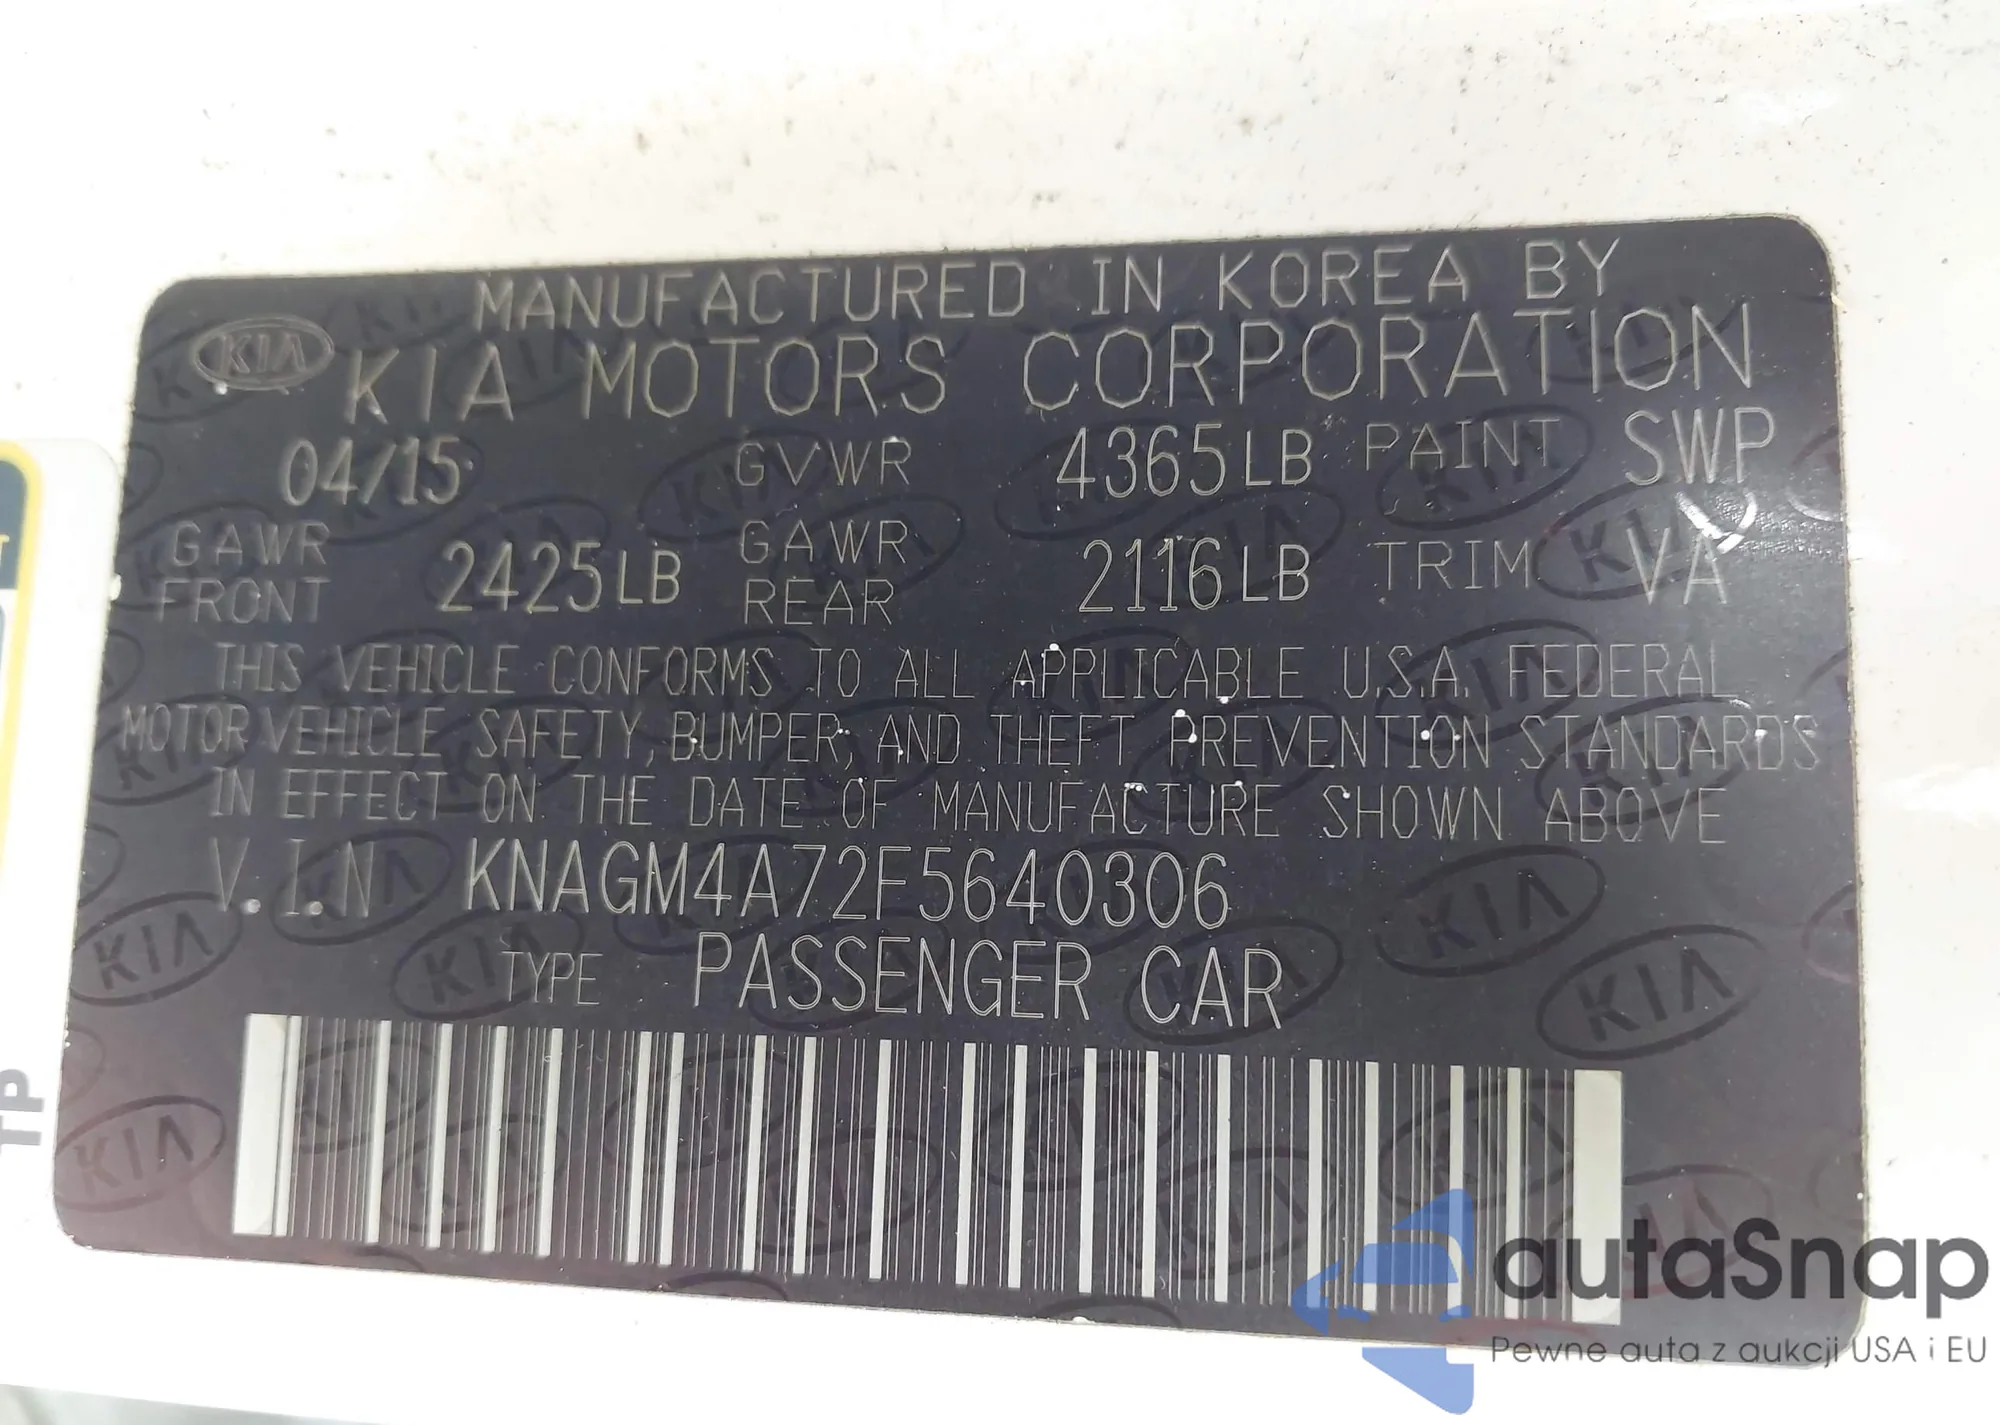 MANUFACTURED IN KOREA BY
KIA KIA MOTORS CORPORATION
04/15 GVWR 4365LB PAINT SWP
GAWR FRONT 2425LB GAWR REAR 2116LB TRIM VA
THIS VEHICLE CONFORMS TO ALL APPLICABLE U.S.A. FEDERAL
MOTOR VEHICLE SAFETY, BUMPER, AND THEFT PREVENTION STANDARDS
IN EFFECT ON THE DATE OF MANUFACTURE SHOWN ABOVE
V.I.N KNAGM4A72F5640306
TYPE PASSENGER CAR
TP
autaSnap
Pewne auta z aukcji USA i EU